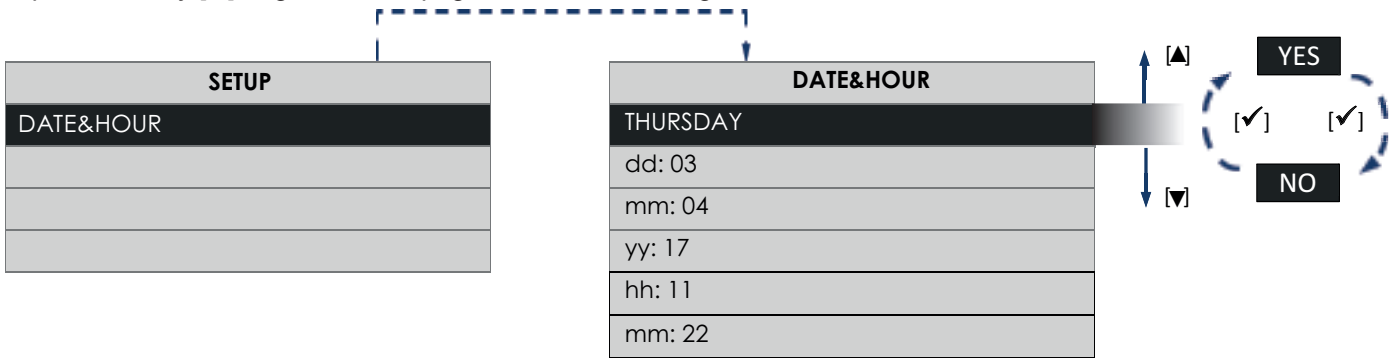 SETUP
DATE&HOUR
DATE&HOUR
THURSDAY
dd: 03
mm: 04
yy: 17
hh: 11
mm: 22
[▲]
[▼]
YES
[✓] [✓]
NO